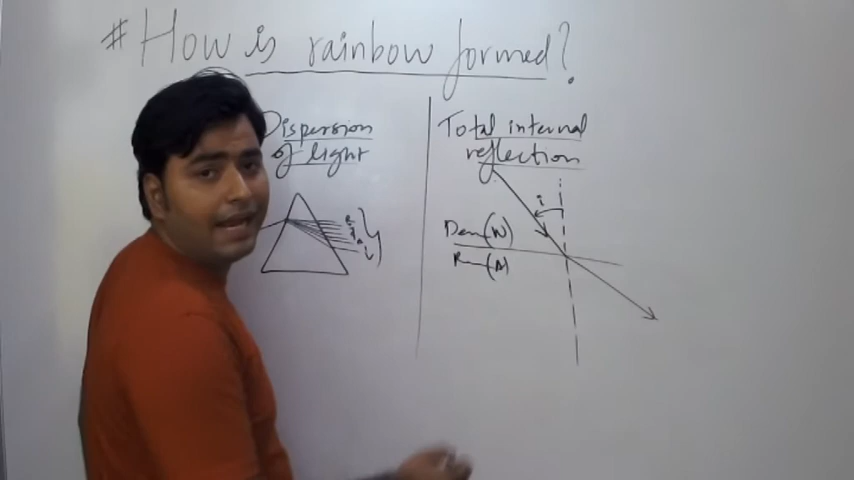 # How is rainbow formed?
Dispersion
of light
Total internal
reflection
i
Den(W)
R(A)